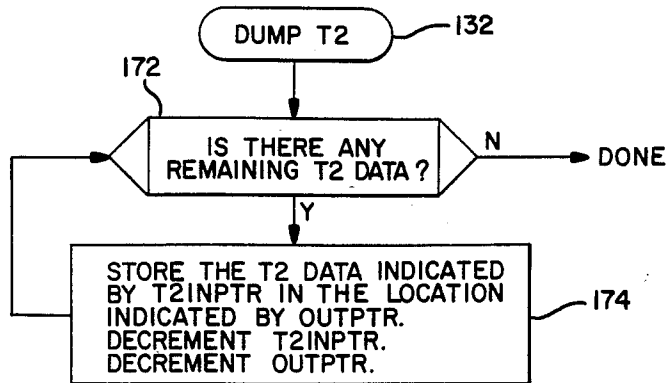 DUMP T2
132
172
IS THERE ANY
REMAINING T2 DATA?
N
DONE
Y
STORE THE T2 DATA INDICATED
BY T2INPTR IN THE LOCATION
INDICATED BY OUTPTR.
DECREMENT T2INPTR.
DECREMENT OUTPTR.
174